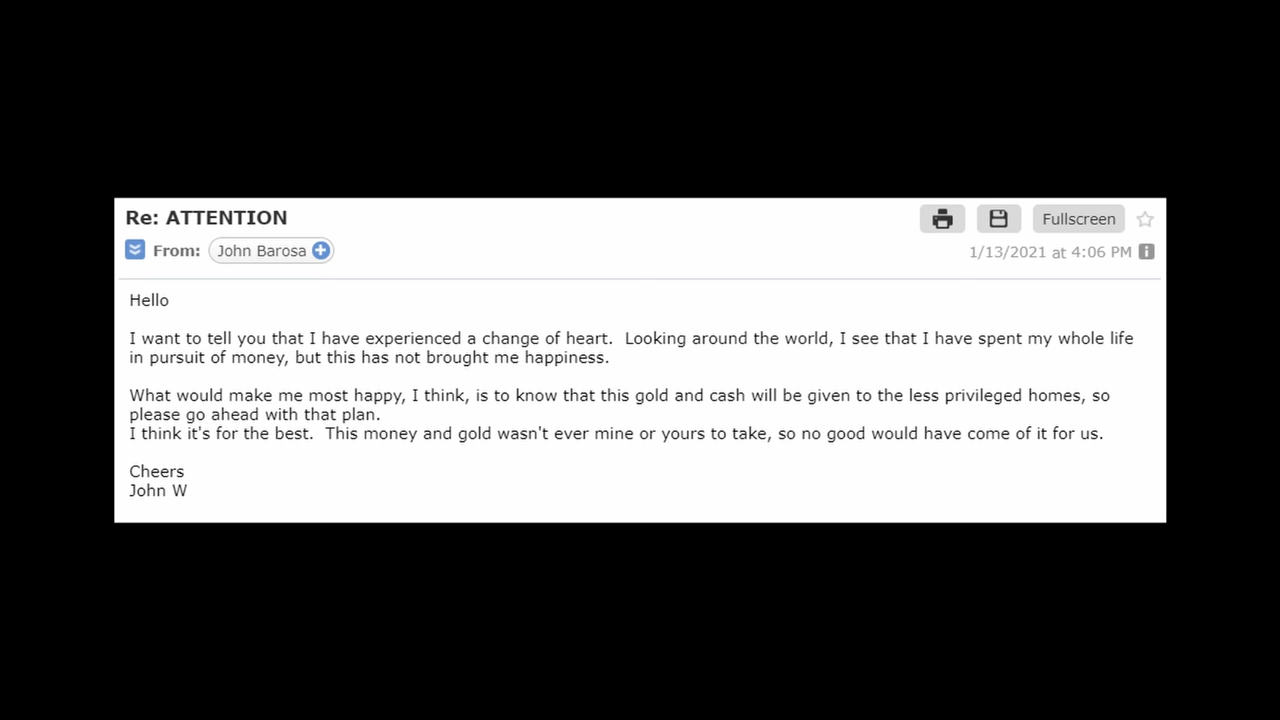 Re: ATTENTION
Fullscreen
From: John Barosa
1/13/2021 at 4:06 PM
Hello
I want to tell you that I have experienced a change of heart.  Looking around the world, I see that I have spent my whole life
in pursuit of money, but this has not brought me happiness.
What would make me most happy, I think, is to know that this gold and cash will be given to the less privileged homes, so
please go ahead with that plan.
I think it's for the best.  This money and gold wasn't ever mine or yours to take, so no good would have come of it for us.
Cheers
John W